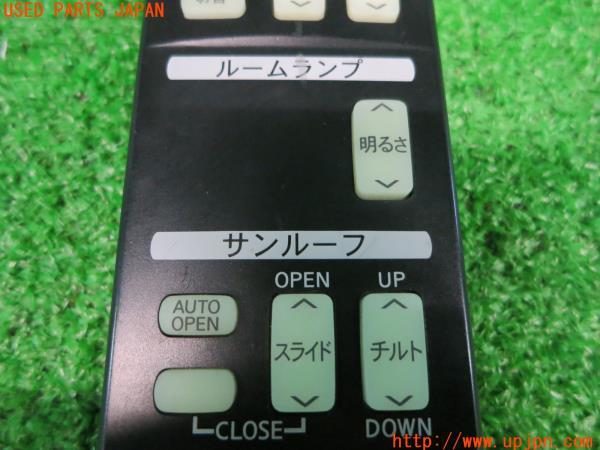 USED PARTS JAPAN
ルームランプ
明るさ
サンルーフ
OPEN
UP
AUTO
OPEN
スライド
チルト
CLOSE
DOWN
http://www.upjpn.com/